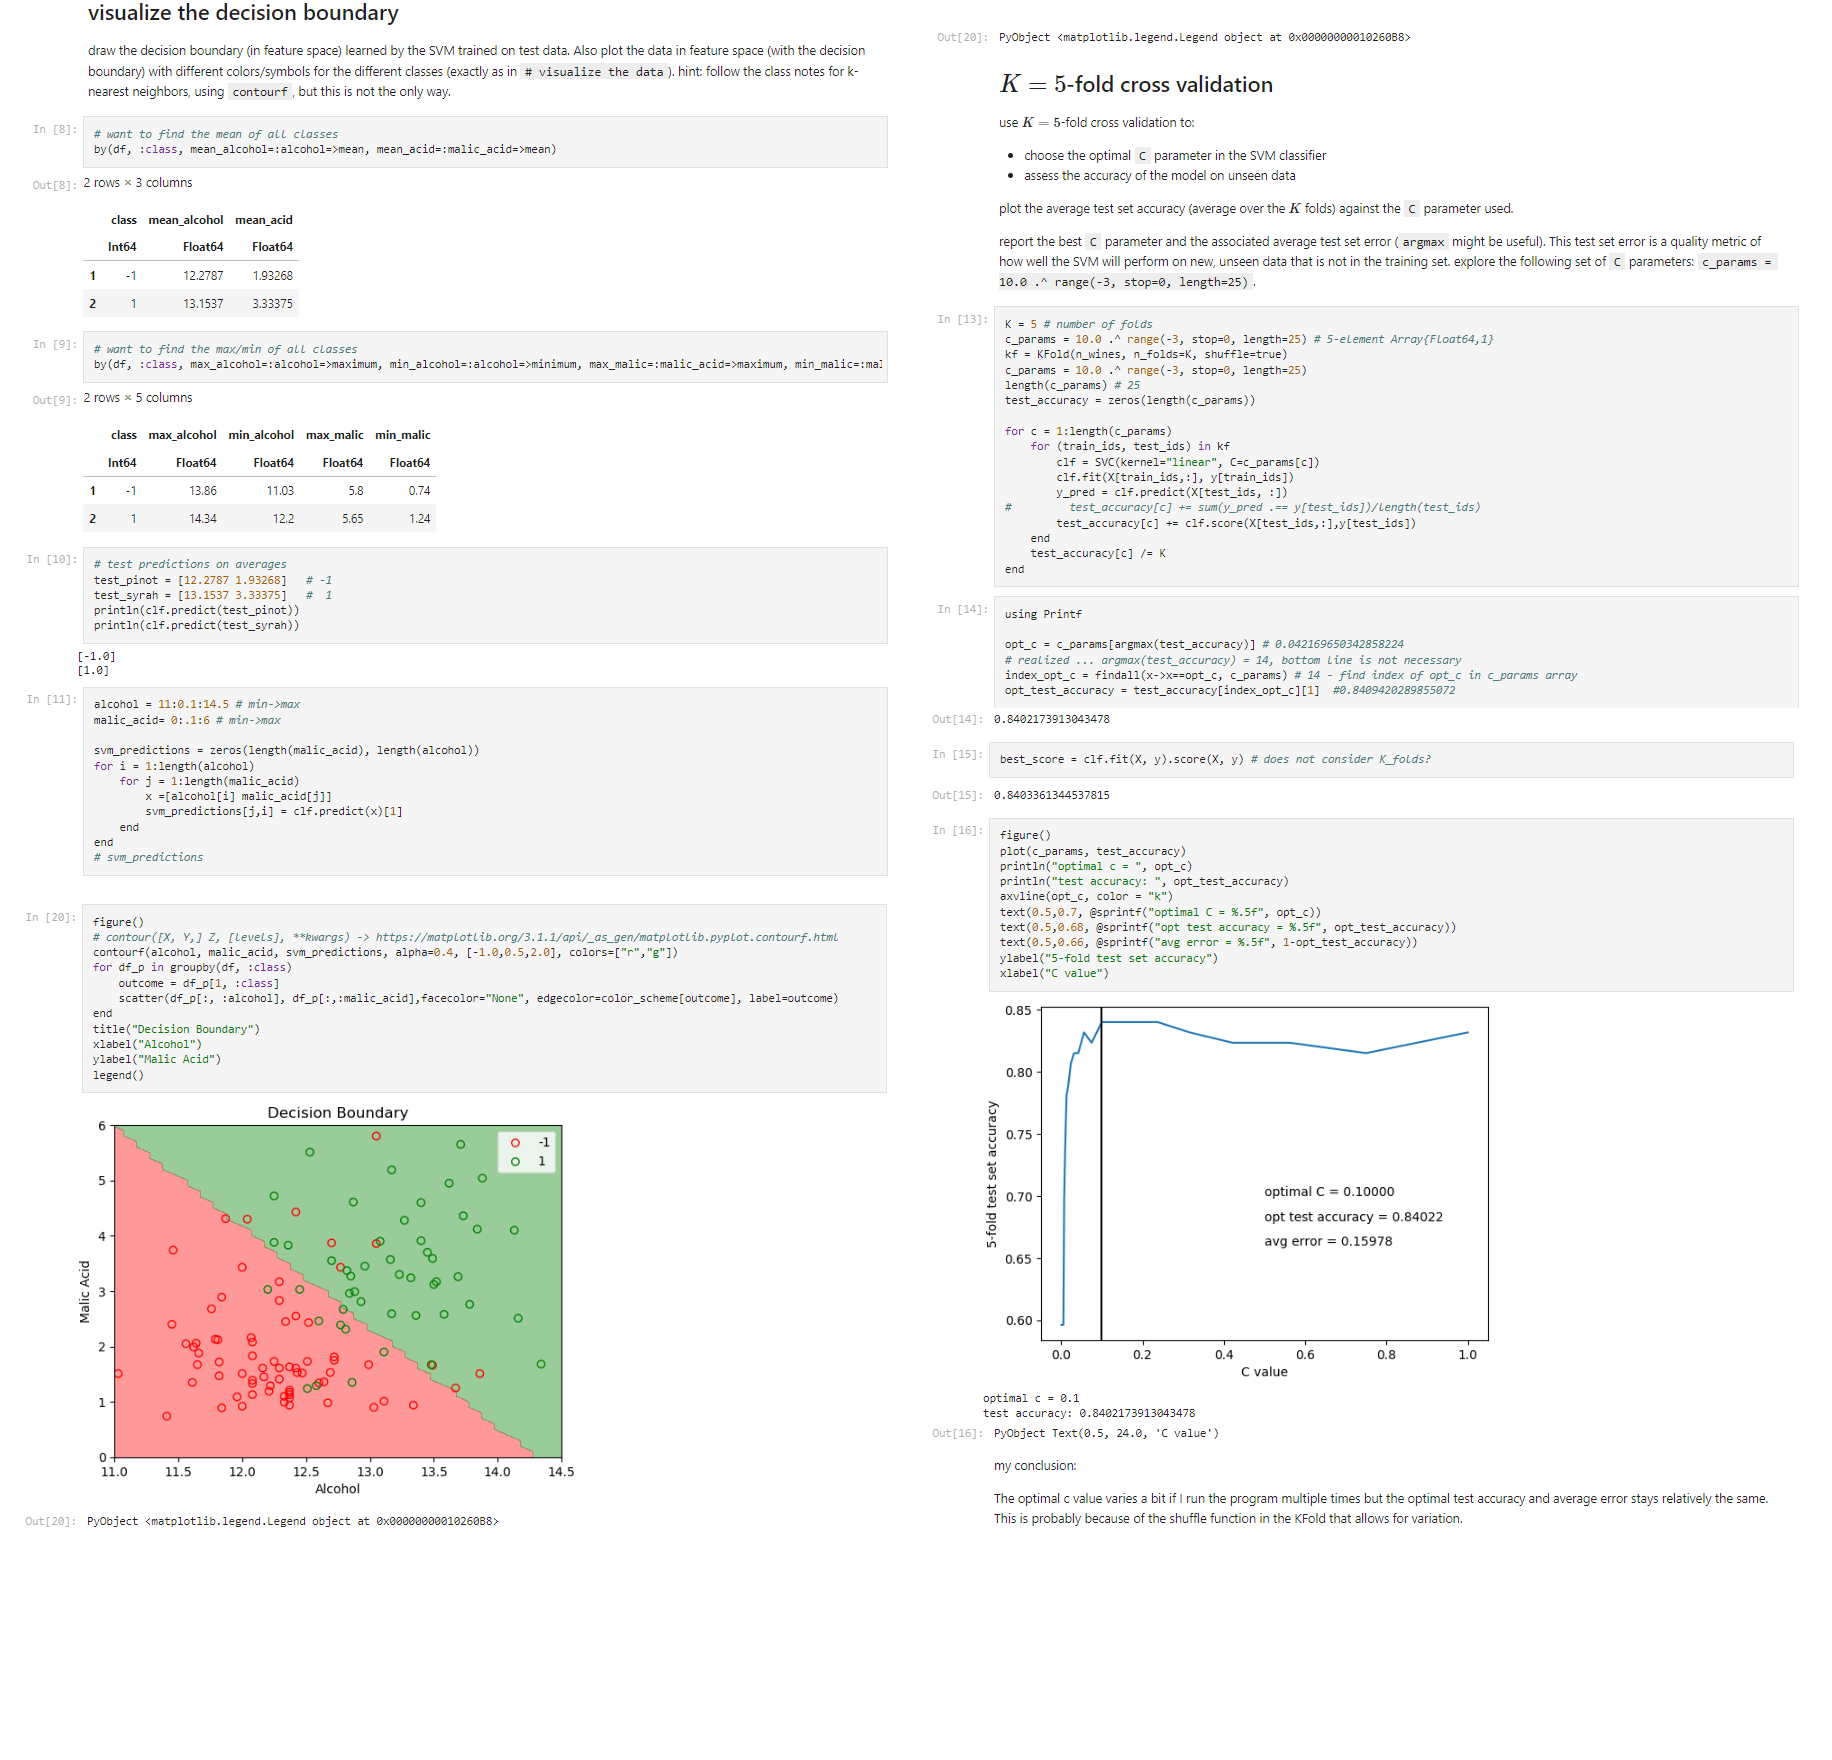 visualize the decision boundary
draw the decision boundary (in feature space) learned by the SVM trained on test data. Also plot the data in feature space (with the decision
boundary) with different colors/symbols for the different classes (exactly as in # visualize the data ). hint: follow the class notes for k-
nearest neighbors, using contourf , but this is not the only way.
In [8]:
# want to find the mean of all classes
by(df, :class, mean_alcohol=:alcohol=>mean, mean_acid=:malic_acid=>mean)
Out[8]: 2 rows × 3 columns
class mean_alcohol mean_acid
Int64 Float64 Float64
1 -1 12.2787 1.93268
2 1 13.1537 3.33375
In [9]:
# want to find the max/min of all classes
by(df, :class, max_alcohol=:alcohol=>maximum, min_alcohol=:alcohol=>minimum, max_malic=:malic_acid=>maximum, min_malic=:mal
Out[9]: 2 rows × 5 columns
class max_alcohol min_alcohol max_malic min_malic
Int64 Float64 Float64 Float64 Float64
1 -1 13.86 11.03 5.8 0.74
2 1 14.34 12.2 5.65 1.24
In [10]:
# test predictions on averages
test_pinot = [12.2787 1.93268] # -1
test_syrah = [13.1537 3.33375] # 1
println(clf.predict(test_pinot))
println(clf.predict(test_syrah))
[-1.0]
[1.0]
In [11]:
alcohol = 11:0.1:14.5 # min->max
malic_acid= 0:.1:6 # min->max
svm_predictions = zeros(length(malic_acid), length(alcohol))
for i = 1:length(alcohol)
for j = 1:length(malic_acid)
x =[alcohol[i] malic_acid[j]]
svm_predictions[j,i] = clf.predict(x)[1]
end
end
# svm_predictions
In [20]:
figure()
# contour([X, Y,] Z, [levels], **kwargs) -> https://matplotlib.org/3.1.1/api/_as_gen/matplotlib.pyplot.contourf.html
contourf(alcohol, malic_acid, svm_predictions, alpha=0.4, [-1.0,0.5,2.0], colors=["r","g"])
for df_p in groupby(df, :class)
outcome = df_p[1, :class]
scatter(df_p[:, :alcohol], df_p[:,:malic_acid],facecolor="None", edgecolor=color_scheme[outcome], label=outcome)
end
title("Decision Boundary")
xlabel("Alcohol")
ylabel("Malic Acid")
legend()
Decision Boundary
-1
1
6
5
4
3
2
1
0
Malic Acid
11.0 11.5 12.0 12.5 13.0 13.5 14.0 14.5
Alcohol
Out[20]: PyObject <matplotlib.legend.Legend object at 0x00000000010260B8>
Out[20]: PyObject <matplotlib.legend.Legend object at 0x00000000010260B8>
K = 5-fold cross validation
use K = 5-fold cross validation to:
• choose the optimal C parameter in the SVM classifier
• assess the accuracy of the model on unseen data
plot the average test set accuracy (average over the K folds) against the C parameter used.
report the best C parameter and the associated average test set error ( argmax might be useful). This test set error is a quality metric of
how well the SVM will perform on new, unseen data that is not in the training set. explore the following set of C parameters: c_params =
10.0 .^ range(-3, stop=0, length=25) .
In [13]:
K = 5 # number of folds
c_params = 10.0 .^ range(-3, stop=0, length=25) # 5-element Array{Float64,1}
kf = KFold(n_wines, n_folds=K, shuffle=true)
c_params = 10.0 .^ range(-3, stop=0, length=25)
length(c_params) # 25
test_accuracy = zeros(length(c_params))
for c = 1:length(c_params)
for (train_ids, test_ids) in kf
clf = SVC(kernel="linear", C=c_params[c])
clf.fit(X[train_ids,:], y[train_ids])
y_pred = clf.predict(X[test_ids, :])
# test_accuracy[c] += sum(y_pred .== y[test_ids])/length(test_ids)
test_accuracy[c] += clf.score(X[test_ids,:],y[test_ids])
end
test_accuracy[c] /= K
end
In [14]:
using Printf
opt_c = c_params[argmax(test_accuracy)] # 0.042169650342858224
# realized ... argmax(test_accuracy) = 14, bottom line is not necessary
index_opt_c = findall(x->x==opt_c, c_params) # 14 - find index of opt_c in c_params array
opt_test_accuracy = test_accuracy[index_opt_c][1] #0.8409420289855072
Out[14]: 0.8402173913043478
In [15]:
best_score = clf.fit(X, y).score(X, y) # does not consider K_folds?
Out[15]: 0.8403361344537815
In [16]:
figure()
plot(c_params, test_accuracy)
println("optimal c = ", opt_c)
println("test accuracy: ", opt_test_accuracy)
axvline(opt_c, color = "k")
text(0.5,0.7, @sprintf("optimal C = %.5f", opt_c))
text(0.5,0.68, @sprintf("opt test accuracy = %.5f", opt_test_accuracy))
text(0.5,0.66, @sprintf("avg error = %.5f", 1-opt_test_accuracy))
ylabel("5-fold test set accuracy")
xlabel("C value")
0.85
0.80
0.75
0.70
0.65
0.60
5-fold test set accuracy
optimal C = 0.10000
opt test accuracy = 0.84022
avg error = 0.15978
0.0 0.2 0.4 0.6 0.8 1.0
C value
optimal c = 0.1
test accuracy: 0.8402173913043478
Out[16]: PyObject Text(0.5, 24.0, 'C value')
my conclusion:
The optimal c value varies a bit if I run the program multiple times but the optimal test accuracy and average error stays relatively the same.
This is probably because of the shuffle function in the KFold that allows for variation.